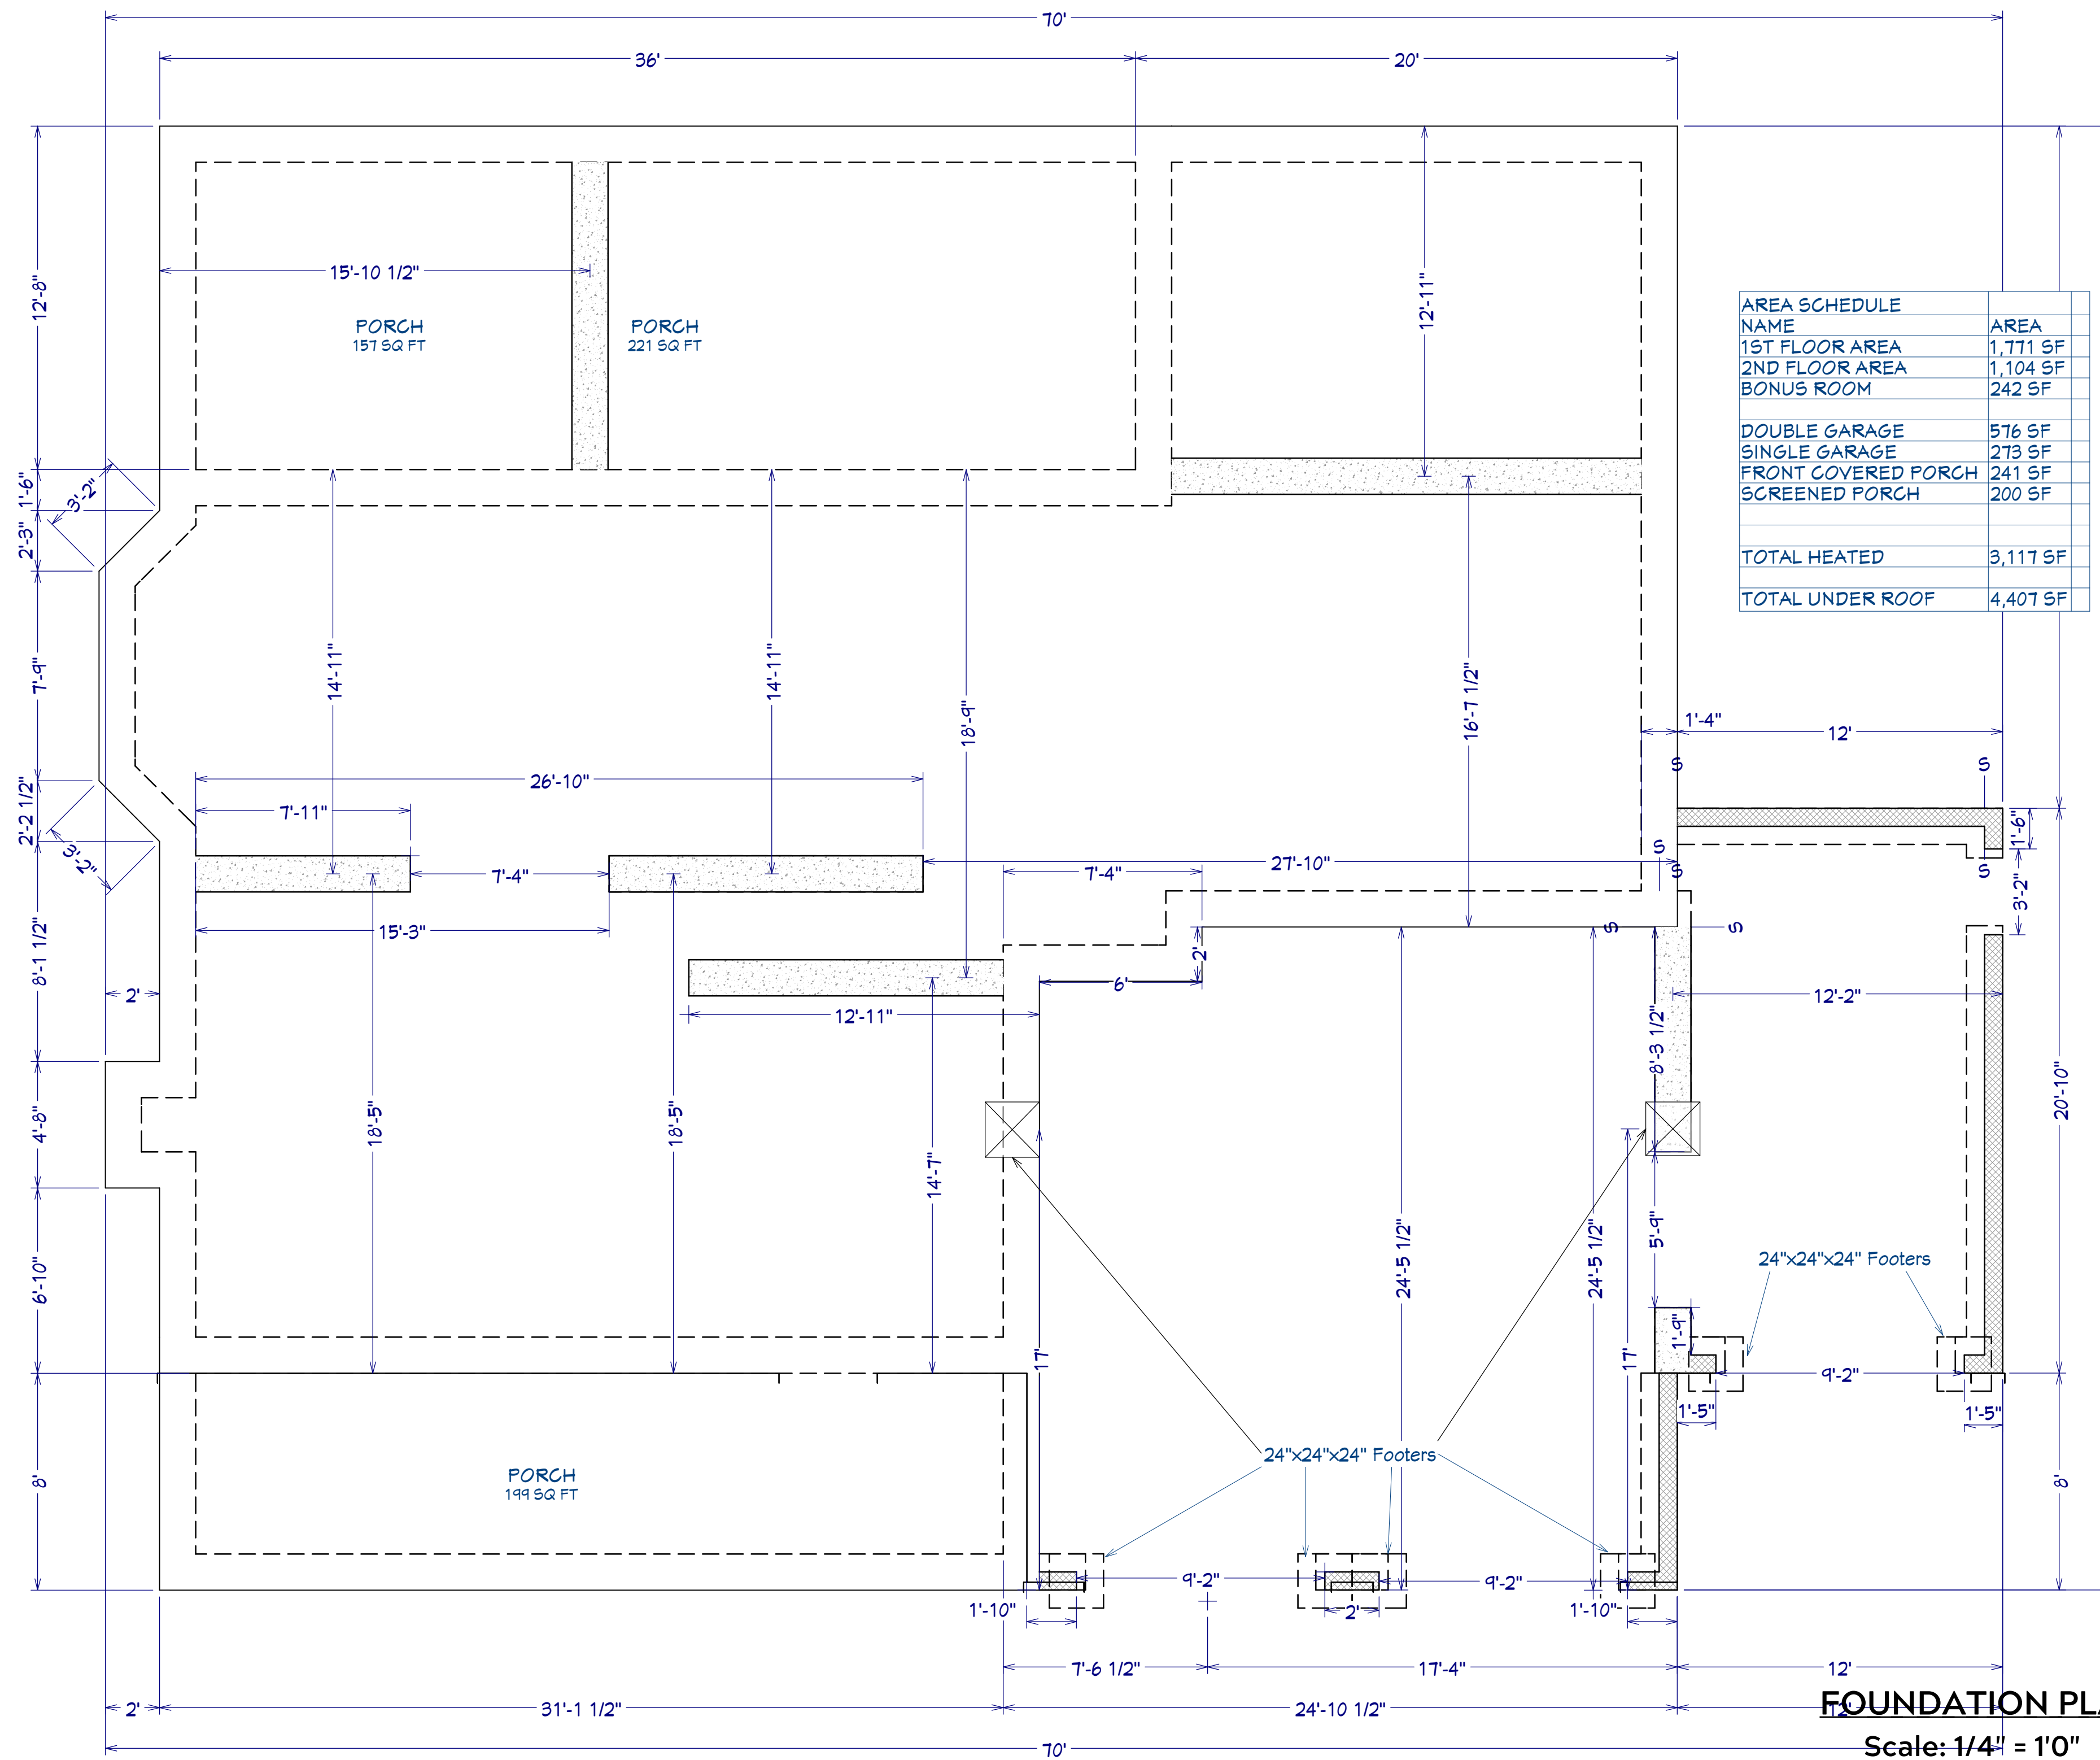 70'
36'
20'
12'-8"
15'-10 1/2"
12'-11"
PORCH
157 SQ FT
PORCH
221 SQ FT
AREA SCHEDULE
NAME AREA
1ST FLOOR AREA 1,771 SF
2ND FLOOR AREA 1,104 SF
BONUS ROOM 242 SF
DOUBLE GARAGE 576 SF
SINGLE GARAGE 273 SF
FRONT COVERED PORCH 241 SF
SCREENED PORCH 200 SF
TOTAL HEATED 3,117 SF
TOTAL UNDER ROOF 4,407 SF
1'-6"
3'-2"
2'-3"
7'-9"
14'-11"
14'-11"
18'-9"
16'-7 1/2"
1'-4"
12'
S
S
26'-10"
7'-11"
2'-2 1/2"
3'-2"
7'-4"
7'-4"
27'-10"
S
S
S
1'-6"
3'-2"
15'-3"
8'-1 1/2"
2'
6'
S
S
2'
12'-11"
12'-2"
8'-3 1/2"
4'-8"
18'-5"
18'-5"
14'-7"
20'-10"
6'-10"
24'-5 1/2"
24'-5 1/2"
5'-9"
24"x24"x24" Footers
17'
17'
1'-9"
9'-2"
1'-5"
1'-5"
8'
PORCH
199 SQ FT
24"x24"x24" Footers
8'
9'-2"
9'-2"
1'-10"
2'
1'-10"
7'-6 1/2"
17'-4"
12'
2'
31'-1 1/2"
24'-10 1/2"
12'
FOUNDATION PLA
70'
Scale: 1/4" = 1'0"